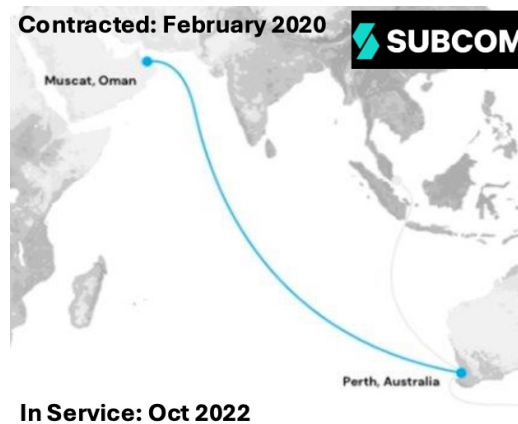 Contracted: February 2020
SUBCOM
Muscat, Oman
Perth, Australia
In Service: Oct 2022